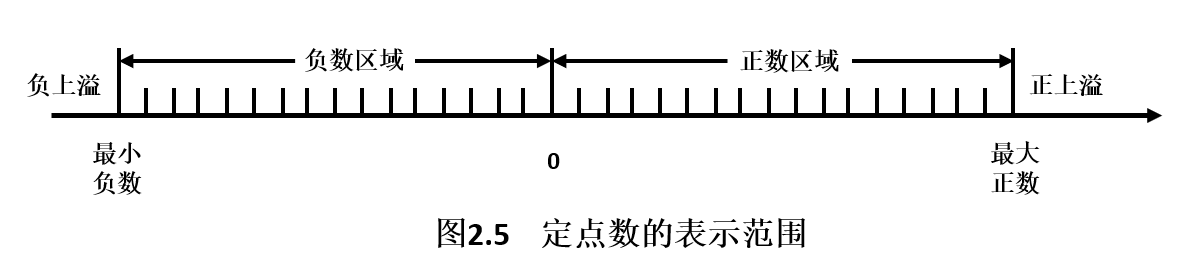 负数区域
正数区域
负上溢
正上溢
最小
负数
0
最大
正数
图2.5 定点数的表示范围